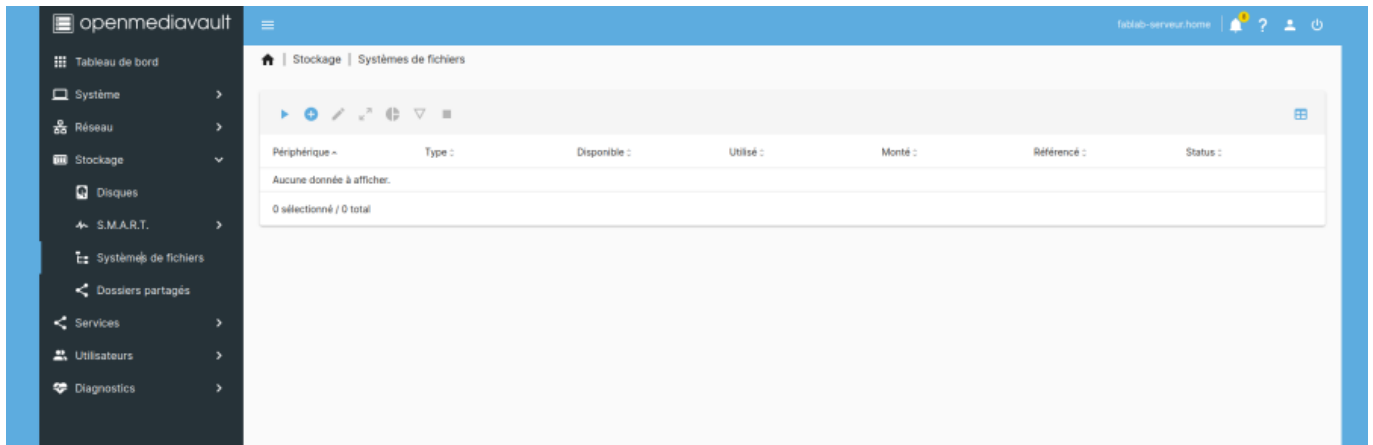 openmediavault
fablab-serveur.home
Tableau de bord
Stockage | Systèmes de fichiers
Système
Réseau
Stockage
Périphérique Type Disponible Utilisé Monté Référencé Status
Aucune donnée à afficher.
Disques
0 sélectionné / 0 total
S.M.A.R.T.
Systèmes de fichiers
Dossiers partagés
Services
Utilisateurs
Diagnostics